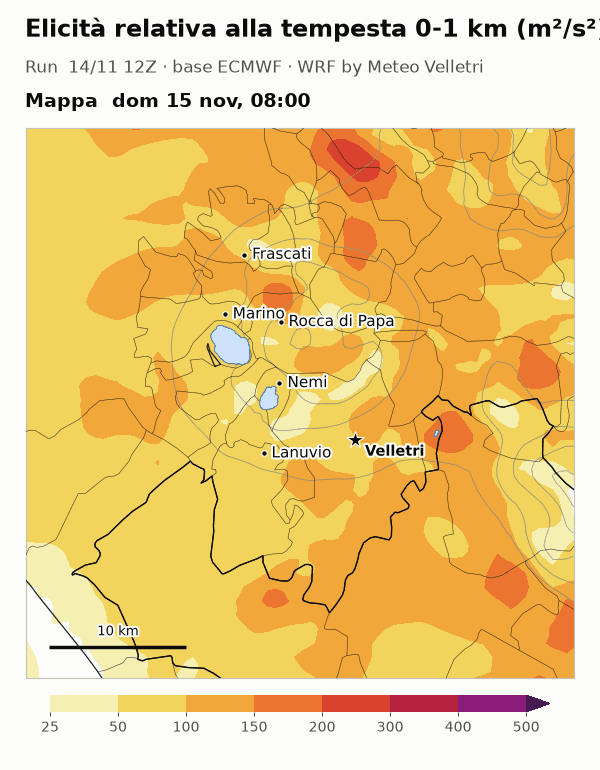 Elicità relativa alla tempesta 0-1 km (m²/s²)
Run  14/11 12Z · base ECMWF · WRF by Meteo Velletri
Mappa  dom 15 nov, 08:00
Frascati
Marino
Rocca di Papa
Nemi
Velletri
Lanuvio
10 km
25 50 100 150 200 300 400 500